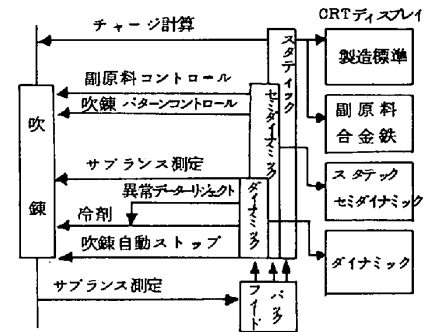 CRTディスプレイ
チャージ計算
スタティック
製造標準
副原料コントロール
吹錬パターンコントロール
セミダイナミック
副原料
合金鉄
吹錬
サブランス測定
異常データーリジェクト
ダイナミック
スタテック
セミダイナミック
冷剤
吹錬自動ストップ
ダイナミック
サブランス測定
フィード
バック